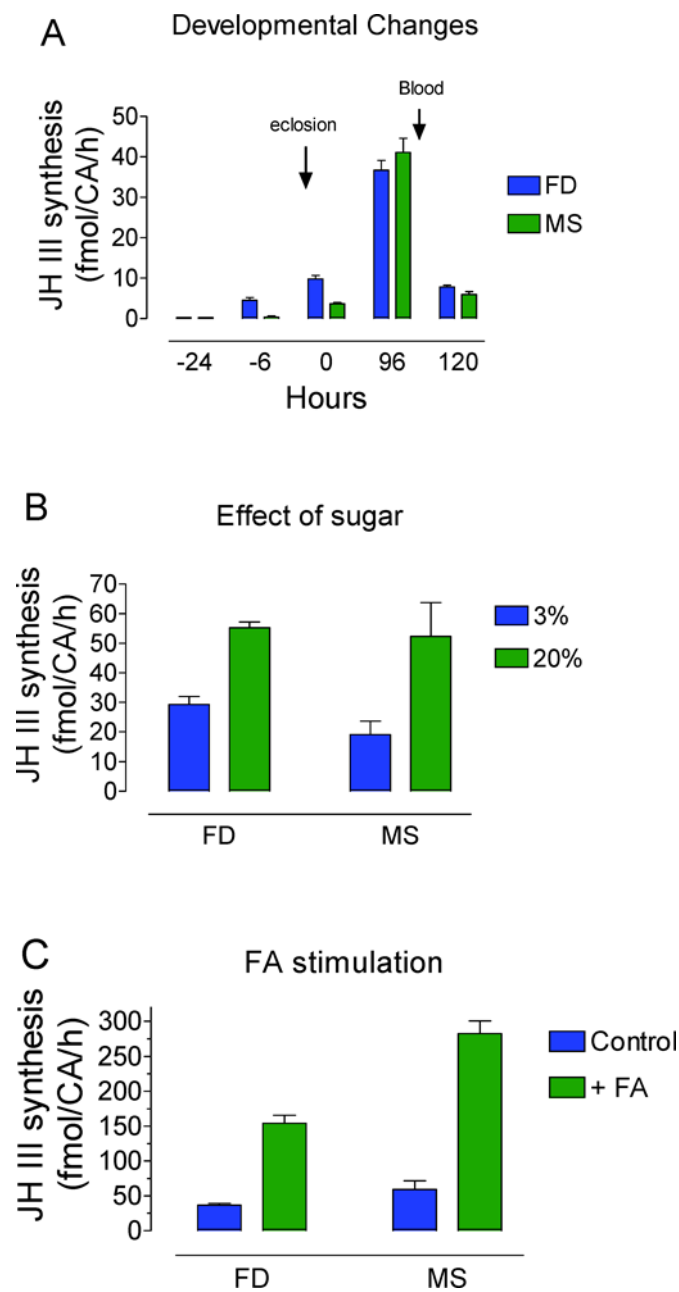 A
Developmental Changes
JH III synthesis
(fmol/CA/h)
50
40
30
20
10
0
eclosion
Blood
FD
MS
-24 -6 0 96 120
Hours
B
Effect of sugar
JH III synthesis
(fmol/CA/h)
70
60
50
40
30
20
10
0
3%
20%
FD MS
C
FA stimulation
JH III synthesis
(fmol/CA/h)
300
250
200
150
100
50
0
Control
+ FA
FD MS